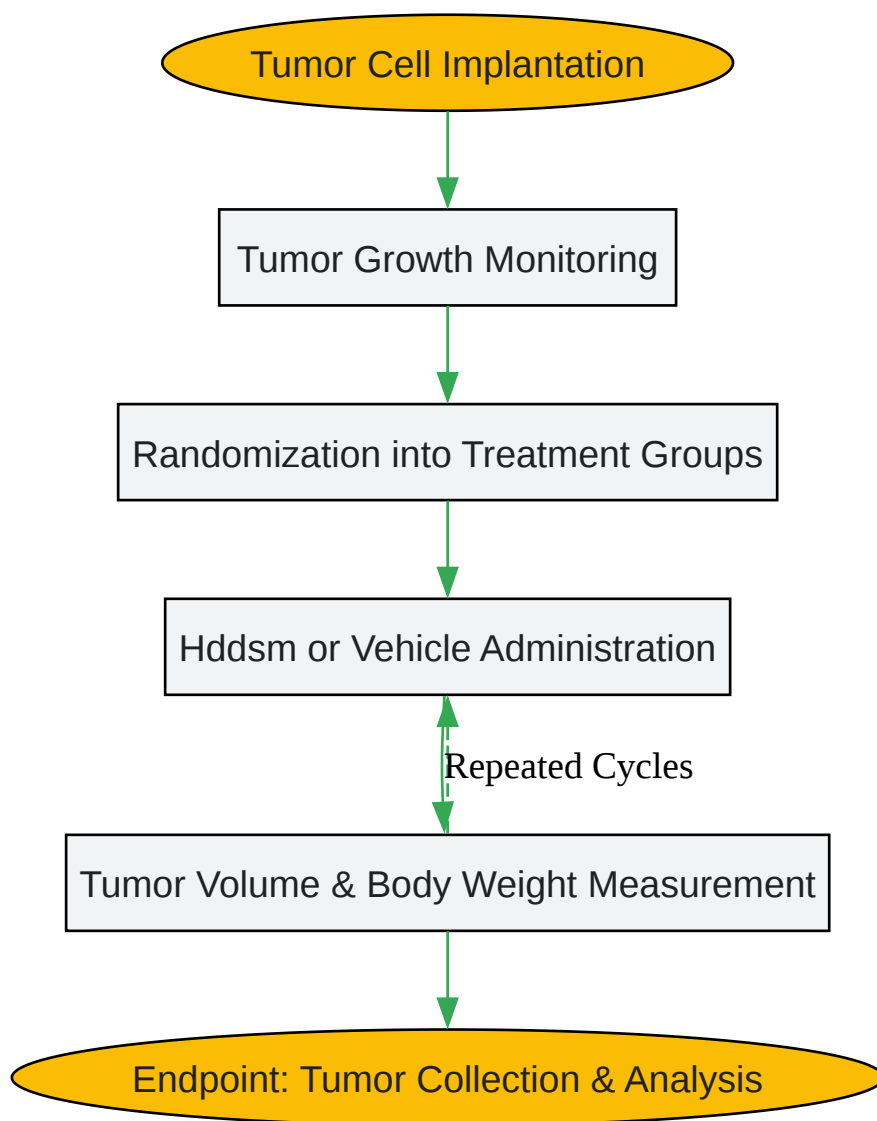 Tumor Cell Implantation
Tumor Growth Monitoring
Randomization into Treatment Groups
Hddsm or Vehicle Administration
Repeated Cycles
Tumor Volume & Body Weight Measurement
Endpoint: Tumor Collection & Analysis